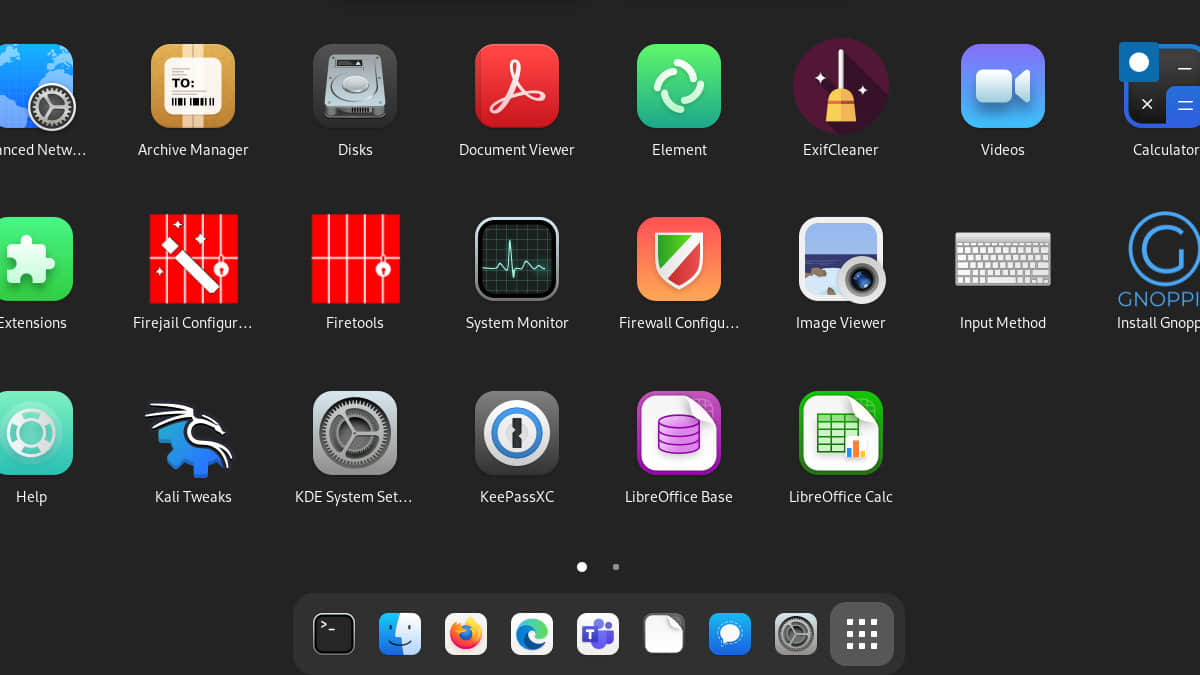 TO:
anced Netw...
Archive Manager
Disks
Document Viewer
Element
ExifCleaner
Videos
Calculator
GNOPPI
Extensions
Firejail Configur...
Firetools
System Monitor
Firewall Configu...
Image Viewer
Input Method
Install Gnopp
Help
Kali Tweaks
KDE System Set...
KeePassXC
LibreOffice Base
LibreOffice Calc
>_